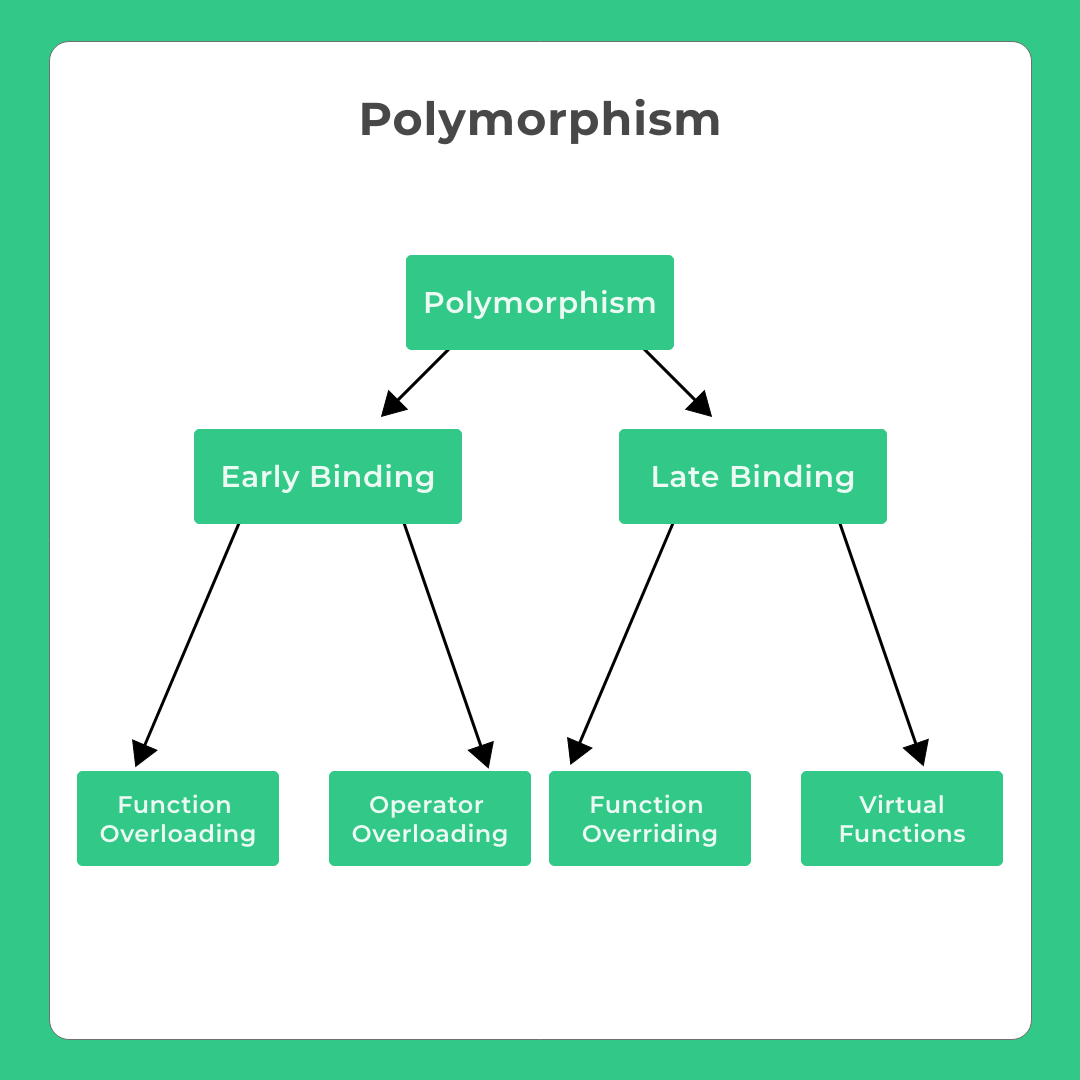 Polymorphism
Polymorphism
Early Binding
Late Binding
Function
Overloading
Operator
Overloading
Function
Overriding
Virtual
Functions